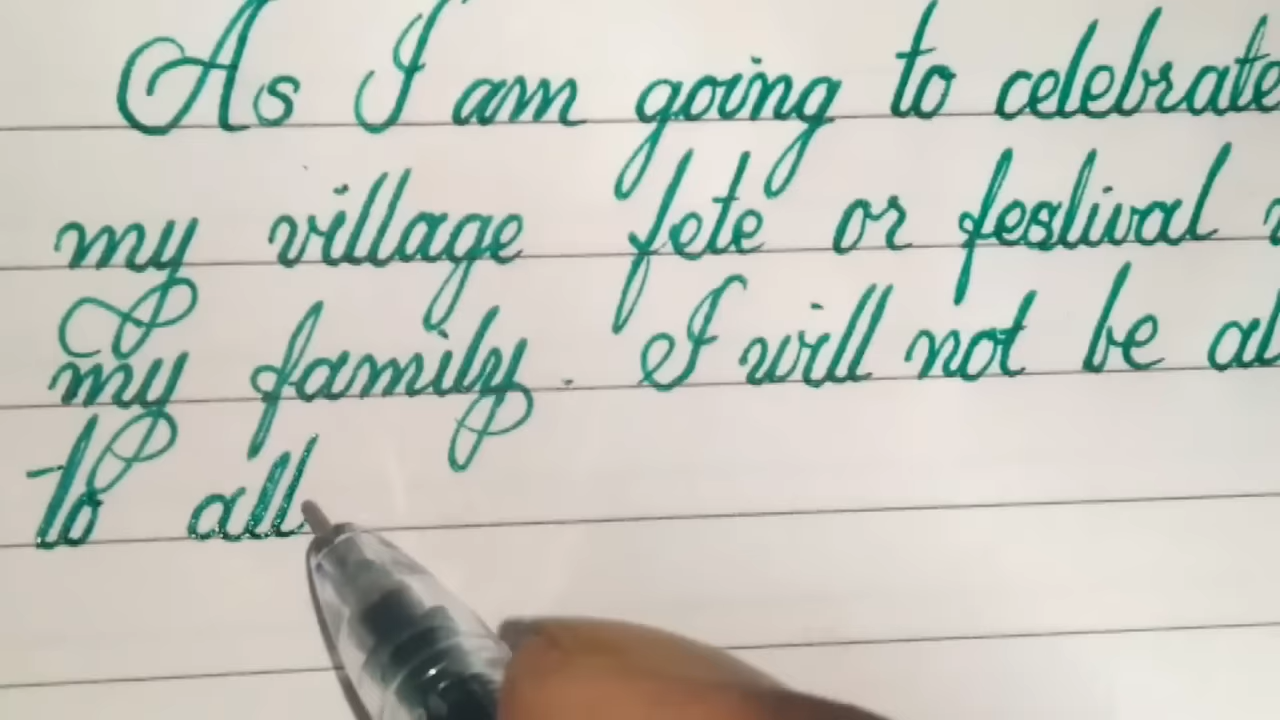 As I am going to celebrate
my village fete or festival
my family. I will not be
to all